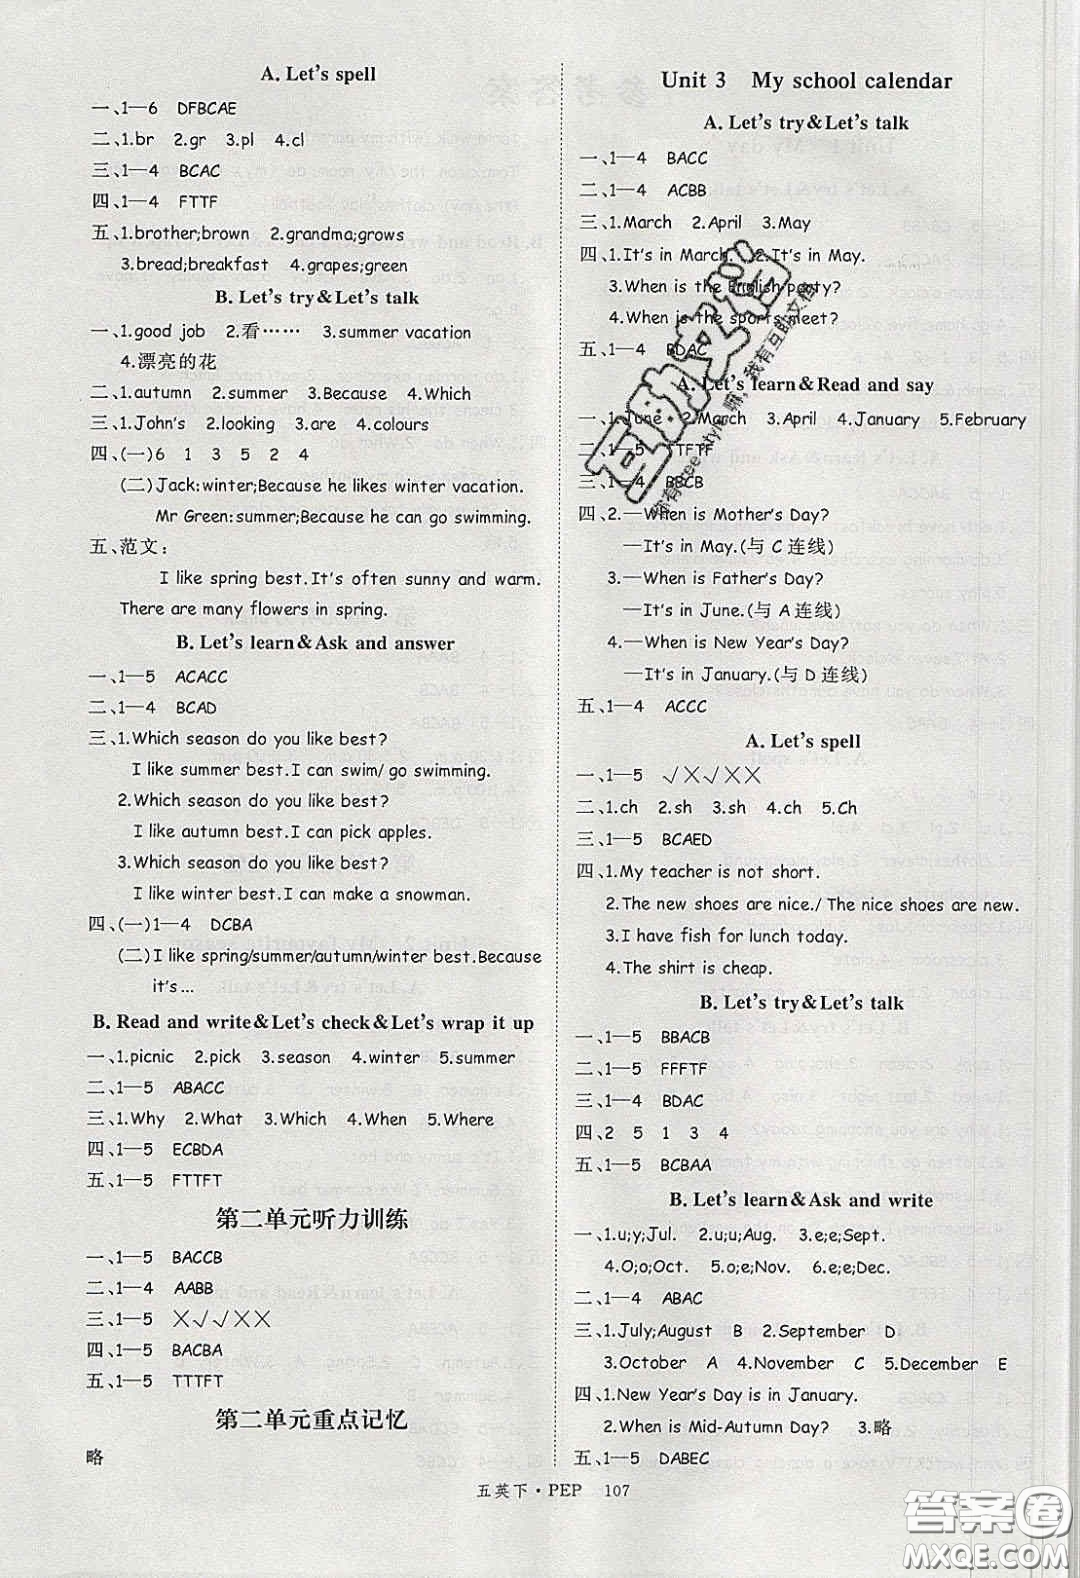 A. Let's spell
一、1—6 DFBCAE
二、1.br 2.gr 3.pl 4.cl
三、1—4 BCAC
四、1—4 FTTF
五、1.brother;brown 2.grandma;grows
3.bread;breakfast 4.grapes;green
B. Let's try&Let's talk
一、1.good job 2.看…… 3.summer vacation
4.漂亮的花
二、1.autumn 2.summer 3.Because 4.Which
三、1.John's 2.looking 3.are 4.colours
四、(一)6 1 3 5 2 4
(二)Jack:winter;Because he likes winter vacation.
Mr Green:summer;Because he can go swimming.
五、范文：
I like spring best.It's often sunny and warm.
There are many flowers in spring.
B. Let's learn&Ask and answer
一、1—5 ACACC
二、1—4 BCAD
三、1.Which season do you like best?
I like summer best.I can swim/go swimming.
2.Which season do you like best?
I like autumn best.I can pick apples.
3.Which season do you like best?
I like winter best.I can make a snowman.
四、(一)1—4 DCBA
(二)I like spring/summer/autumn/winter best.Because
it's...
B. Read and write&Let's check&Let's wrap it up
一、1.picnic 2.pick 3.season 4.winter 5.summer
二、1—5 ABACC
三、1.Why 2.What 3.Which 4.When 5.Where
四、1—5 ECBDA
五、1—5 FTTFT
第二单元听力训练
一、1—5 BACCB
二、1—4 AABB
三、1—5 ×√√××
四、1—5 BACBA
五、1—5 TTTFT
第二单元重点记忆
略
Unit 3 My school calendar
A. Let's try&Let's talk
一、1—4 BACC
二、1—4 ACBB
三、1.March 2.April 3.May
四、1.It's in March. 2.It's in May.
3.When is the English party?
4.When is the sports meet?
五、1—4 BDAC
A. Let's learn&Read and say
一、1.June 2.March 3.April 4.January 5.February
二、1—5 FTFTF
三、1—4 BBCB
四、2.—When is Mother's Day?
—It's in May.(与 C 连线)
3.—When is Father's Day?
—It's in June.(与 A 连线)
4.—When is New Year's Day?
—It's in January.(与 D 连线)
五、1—4 ACCC
A. Let's spell
一、1—5 √×√××
二、1.ch 2.sh 3.sh 4.ch 5.Ch
三、1—5 BCAED
四、1.My teacher is not short.
2.The new shoes are nice./ The nice shoes are new.
3.I have fish for lunch today.
4.The shirt is cheap.
B. Let's try&Let's talk
一、1—5 BBACB
二、1—5 FFFTF
三、1—4 BDAC
四、2 5 1 3 4
五、1—5 BCBAA
B. Let's learn&Ask and write
一、1.u;y;Jul. 2.u;u;Aug. 3.e;e;Sept.
4.O;o;Oct. 5.o;e;Nov. 6.e;e;Dec.
二、1—4 ABAC
三、1.July;August B 2.September D
3.October A 4.November C 5.December E
四、1.New Year's Day is in January.
2.When is Mid-Autumn Day? 3.略
五、1—5 DABEC
五英下·PEP 107
答案圈
MXQE.COM